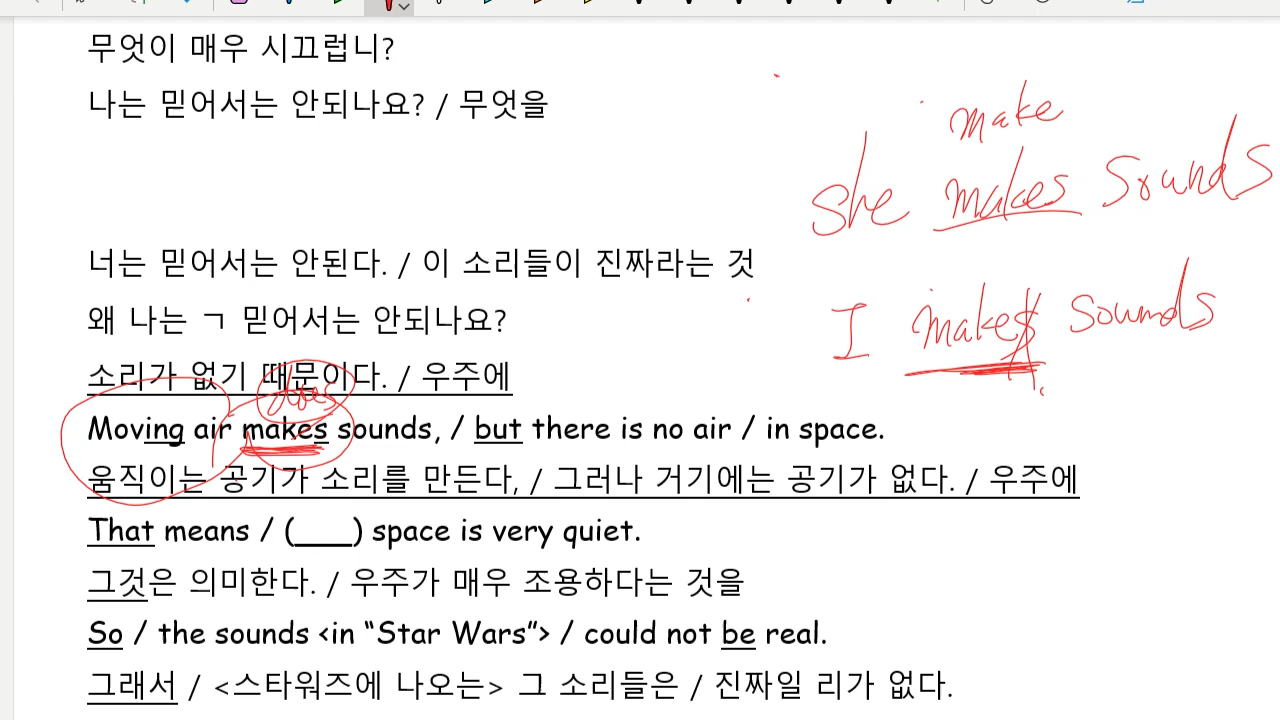 무엇이 매우 시끄럽니?
나는 믿어서는 안되나요? / 무엇을
make
She makes sounds
너는 믿어서는 안된다. / 이 소리들이 진짜라는 것
I makes sounds
왜 나는 ㄱ 믿어서는 안되나요?
소리가 없기 때문이다. / 우주에
does
Moving air makes sounds, / but there is no air / in space.
움직이는 공기가 소리를 만든다, / 그러나 거기에는 공기가 없다. / 우주에
That means / (___) space is very quiet.
그것은 의미한다. / 우주가 매우 조용하다는 것을
So / the sounds <in “Star Wars”> / could not be real.
그래서 / <스타워즈에 나오는> 그 소리들은 / 진짜일 리가 없다.